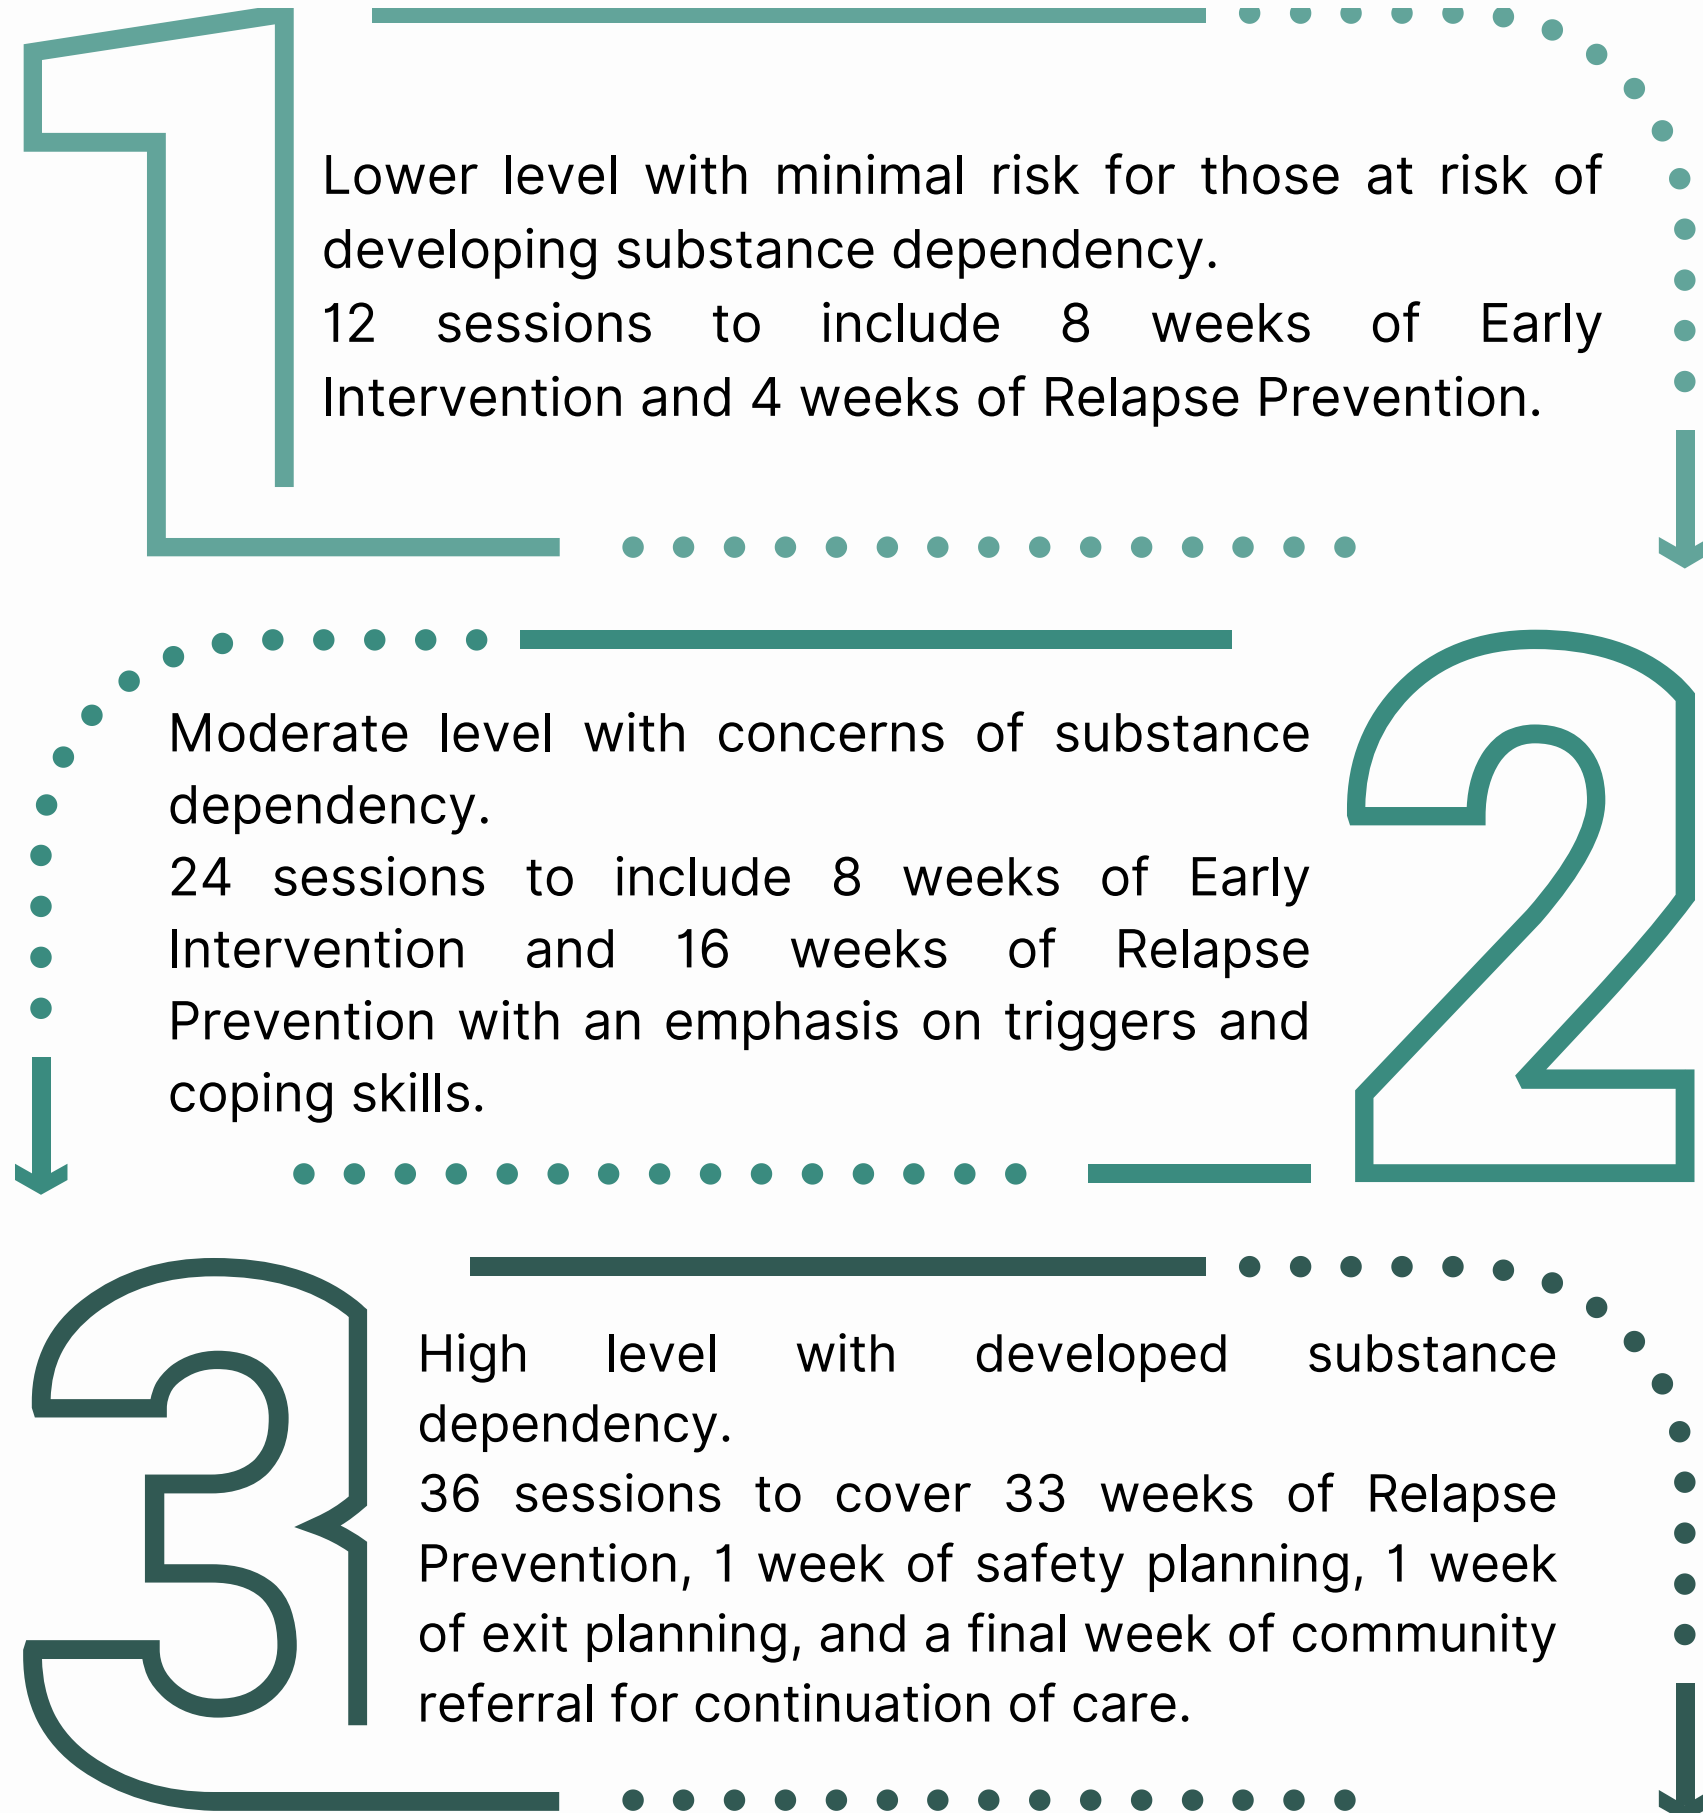 1
Lower level with minimal risk for those at risk of
developing substance dependency.
12 sessions to include 8 weeks of Early
Intervention and 4 weeks of Relapse Prevention.
2
Moderate level with concerns of substance
dependency.
24 sessions to include 8 weeks of Early
Intervention and 16 weeks of Relapse
Prevention with an emphasis on triggers and
coping skills.
3
High level with developed substance
dependency.
36 sessions to cover 33 weeks of Relapse
Prevention, 1 week of safety planning, 1 week
of exit planning, and a final week of community
referral for continuation of care.